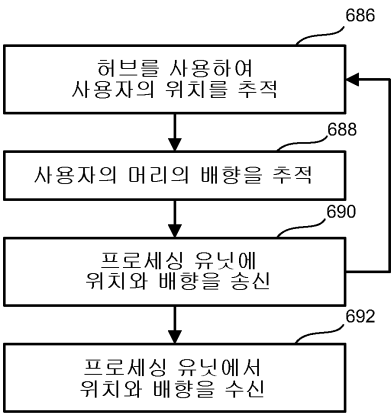 686
허브를 사용하여
사용자의 위치를 추적
688
사용자의 머리의 배향을 추적
690
프로세싱 유닛에
위치와 배향을 송신
692
프로세싱 유닛에서
위치와 배향을 수신